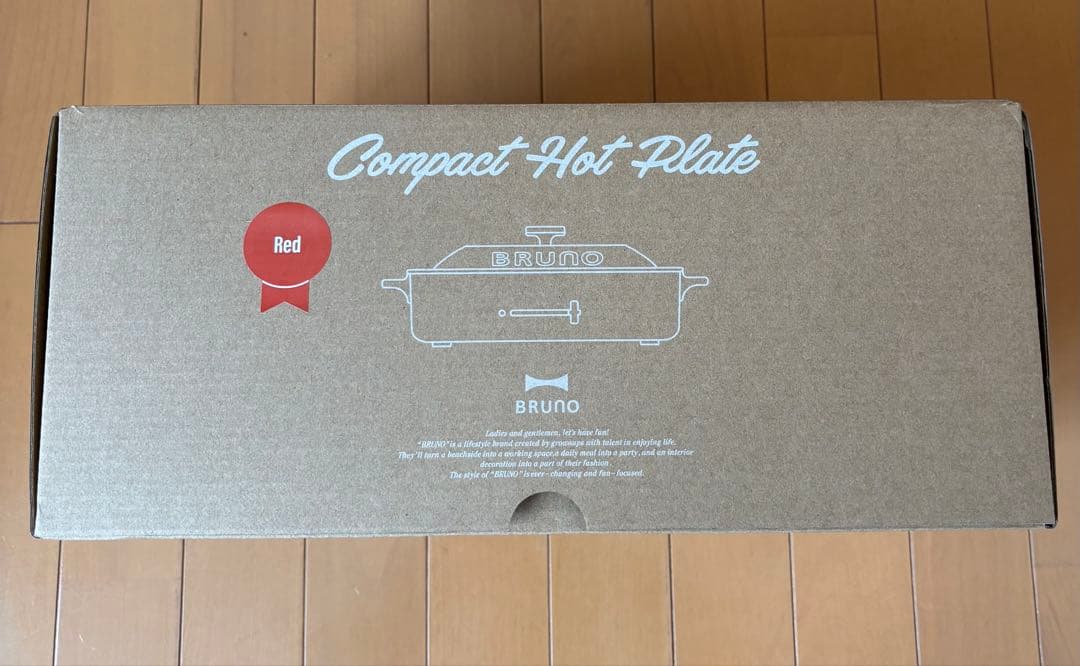 Compact Hot Plate
Red
BRUNO
BRUNO
Ladies and gentlemen, let's have fun!
"BRUNO" is a lifestyle brand created by grownups with talent in enjoying life.
They'll turn a beachside into a working space,a daily meal into a party, and an interior
decoration into a part of their fashion.
The style of "BRUNO" is ever-changing and fun-focused.